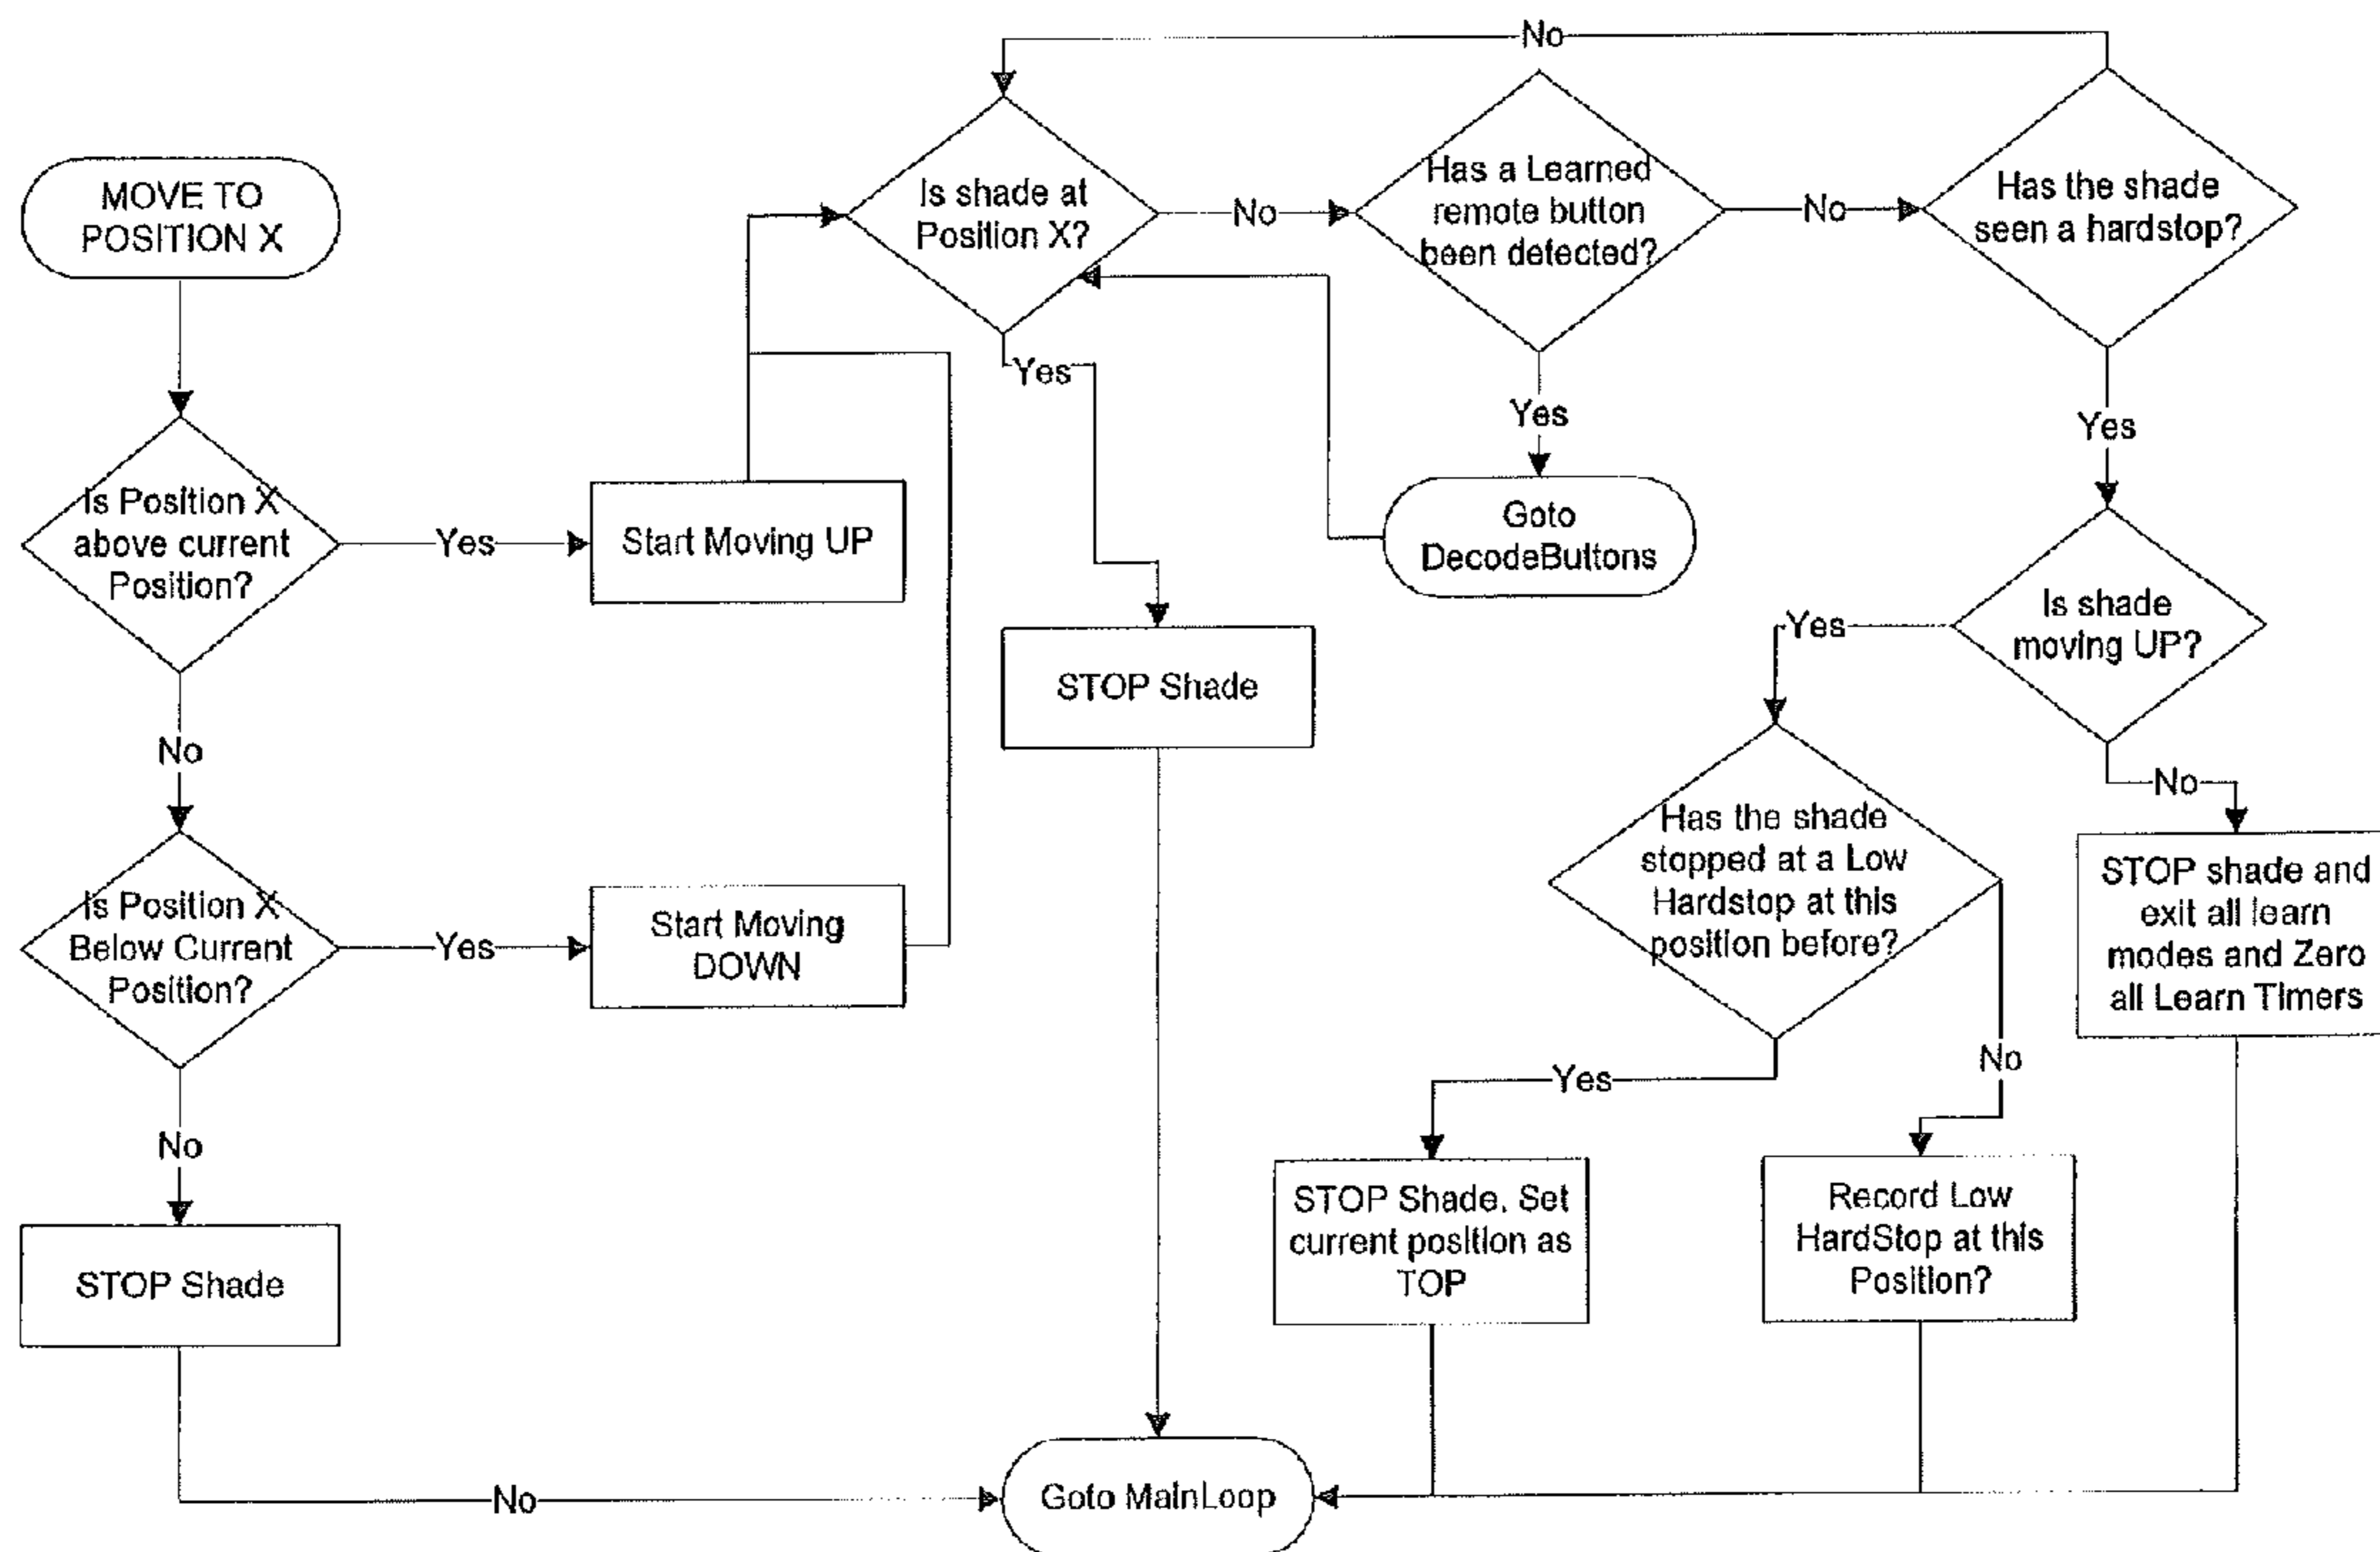 MOVE TO
POSITION X
Is Position X
above current
Position?
Yes
Start Moving UP
No
Is Position X
Below Current
Position?
Yes
Start Moving
DOWN
No
STOP Shade
No
No
Is shade at
Position X?
No
Has a Learned
remote button
been detected?
No
Has the shade
seen a hardstop?
Yes
STOP Shade
Yes
Goto
DecodeButtons
Yes
Is shade
moving UP?
Yes
No
Has the shade
stopped at a Low
Hardstop at this
position before?
STOP shade and
exit all learn
modes and Zero
all Learn Timers
Yes
No
STOP Shade. Set
current position as
TOP
Record Low
HardStop at this
Position?
Goto MainLoop